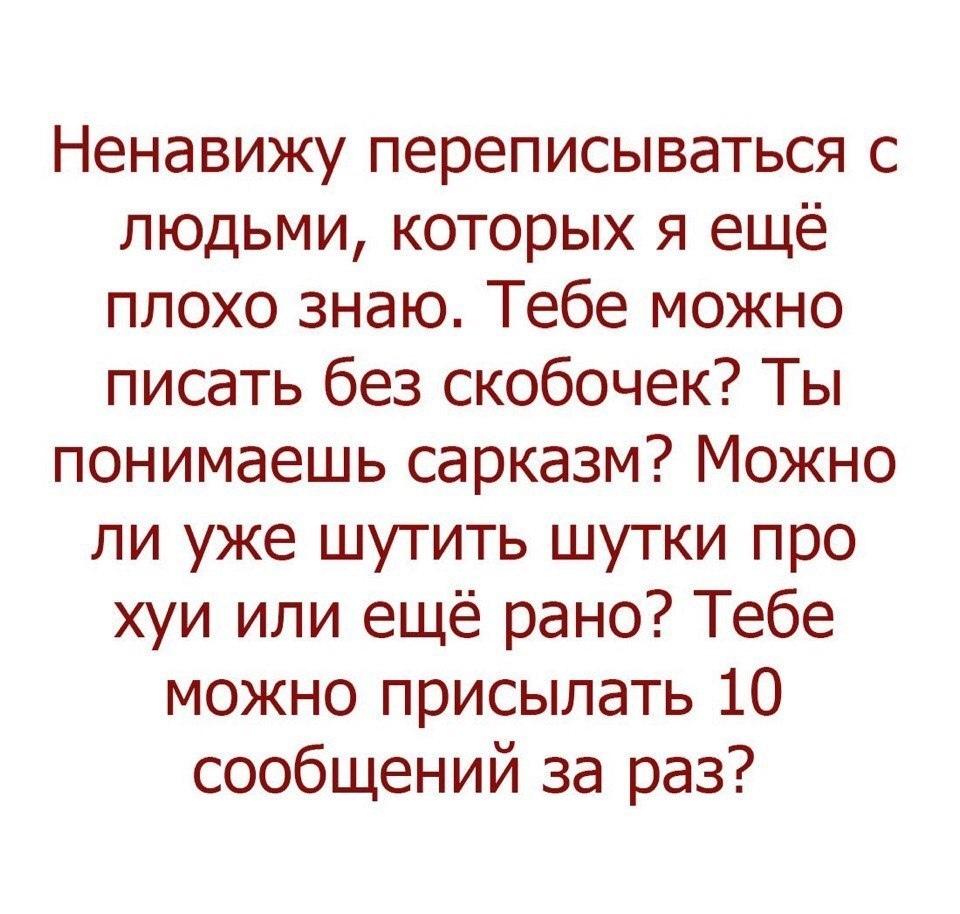 Ненавижу переписываться с
людьми, которых я ещё
плохо знаю. Тебе можно
писать без скобочек? Ты
понимаешь сарказм? Можно
ли уже шутить шутки про
хуи или ещё рано? Тебе
можно присылать 10
сообщений за раз?